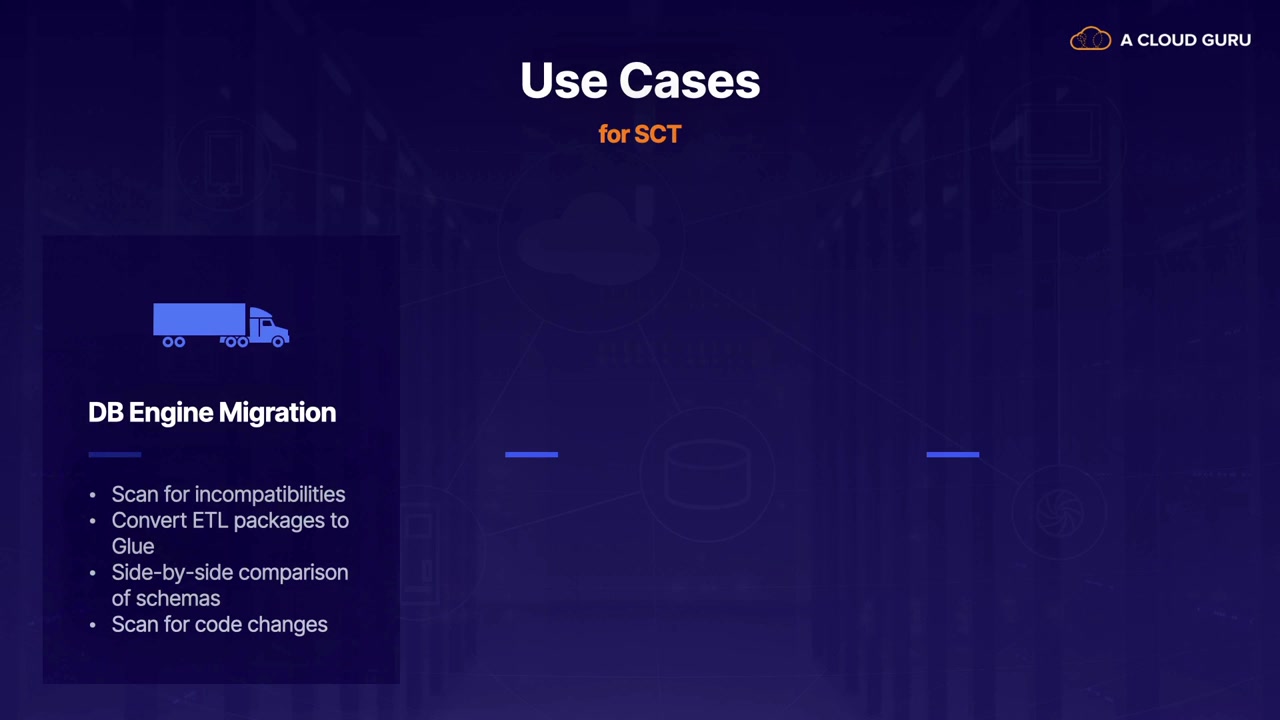 A CLOUD GURU
Use Cases
for SCT
DB Engine Migration
• Scan for incompatibilities
• Convert ETL packages to
Glue
• Side-by-side comparison
of schemas
• Scan for code changes